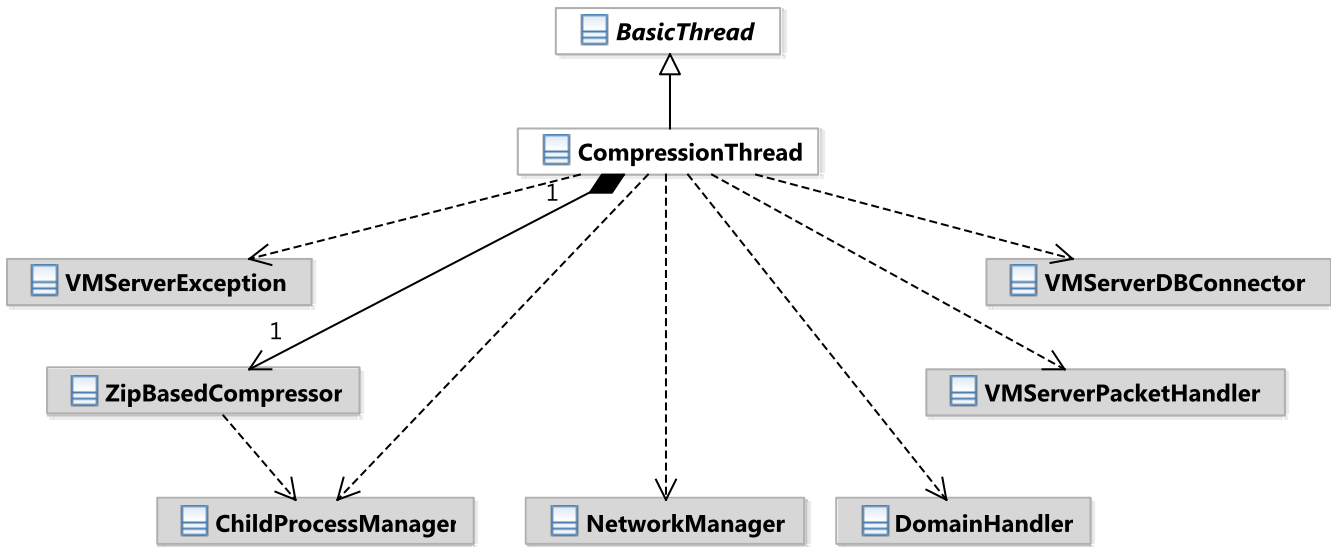 BasicThread
CompressionThread
1
VMServerException
VMServerDBConnector
1
ZipBasedCompressor
VMServerPacketHandler
ChildProcessManager
NetworkManager
DomainHandler